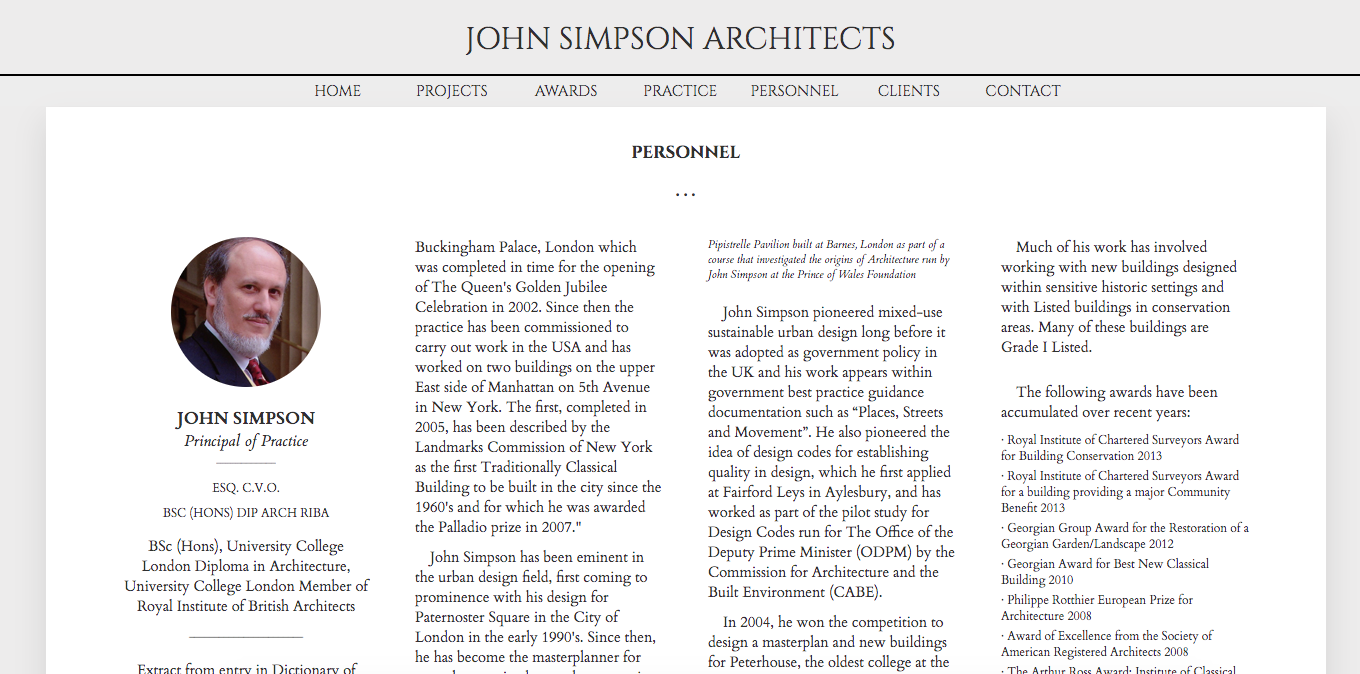 JOHN SIMPSON ARCHITECTS
HOME PROJECTS AWARDS PRACTICE PERSONNEL CLIENTS CONTACT
PERSONNEL
...
JOHN SIMPSON
Principal of Practice
ESQ. C.V.O.
BSC (HONS) DIP ARCH RIBA
BSc (Hons), University College
London Diploma in Architecture,
University College London Member of
Royal Institute of British Architects
Extract from entry in Dictionary of
Buckingham Palace, London which
was completed in time for the opening
of The Queen's Golden Jubilee
Celebration in 2002. Since then the
practice has been commissioned to
carry out work in the USA and has
worked on two buildings on the upper
East side of Manhattan on 5th Avenue
in New York. The first, completed in
2005, has been described by the
Landmarks Commission of New York
as the first Traditionally Classical
Building to be built in the city since the
1960's and for which he was awarded
the Palladio prize in 2007."
John Simpson has been eminent in
the urban design field, first coming to
prominence with his design for
Paternoster Square in the City of
London in the early 1990's. Since then,
he has become the masterplanner for
Pipistrelle Pavilion built at Barnes, London as part of a
course that investigated the origins of Architecture run by
John Simpson at the Prince of Wales Foundation
John Simpson pioneered mixed-use
sustainable urban design long before it
was adopted as government policy in
the UK and his work appears within
government best practice guidance
documentation such as “Places, Streets
and Movement”. He also pioneered the
idea of design codes for establishing
quality in design, which he first applied
at Fairford Leys in Aylesbury, and has
worked as part of the pilot study for
Design Codes run for The Office of the
Deputy Prime Minister (ODPM) by the
Commission for Architecture and the
Built Environment (CABE).
In 2004, he won the competition to
design a masterplan and new buildings
for Peterhouse, the oldest college at the
Much of his work has involved
working with new buildings designed
within sensitive historic settings and
with Listed buildings in conservation
areas. Many of these buildings are
Grade I Listed.
The following awards have been
accumulated over recent years:
· Royal Institute of Chartered Surveyors Award
for Building Conservation 2013
· Royal Institute of Chartered Surveyors Award
for a building providing a major Community
Benefit 2013
· Georgian Group Award for the Restoration of a
Georgian Garden/Landscape 2012
· Georgian Award for Best New Classical
Building 2010
· Philippe Rotthier European Prize for
Architecture 2008
· Award of Excellence from the Society of
American Registered Architects 2008
· The Arthur Ross Award: Institute of Classical